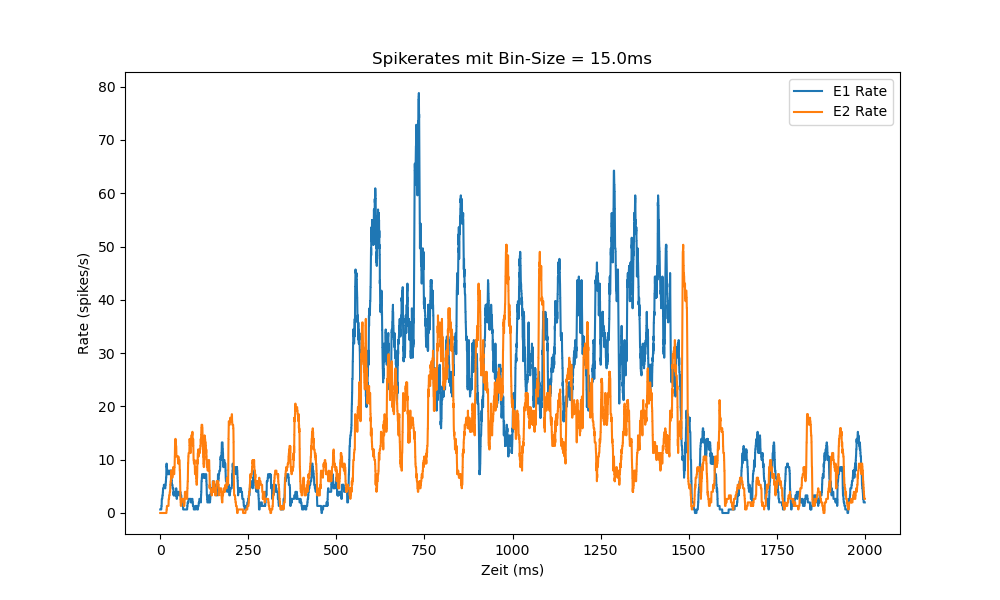 Spikerates mit Bin-Size = 15.0ms
E1 Rate
E2 Rate
80
70
60
50
40
30
20
10
0
Rate (spikes/s)
0 250 500 750 1000 1250 1500 1750 2000
Zeit (ms)